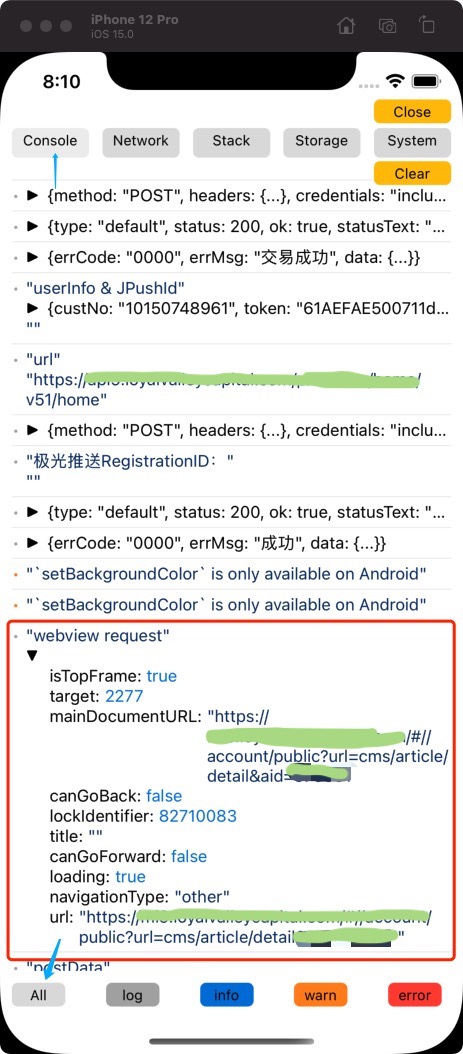 iPhone 12 Pro
iOS 15.0
8:10
Close
Console Network Stack Storage System
Clear
▶ {method: "POST", headers: {...}, credentials: "inclu...
▶ {type: "default", status: 200, ok: true, statusText: "...
▶ {errCode: "0000", errMsg: "交易成功", data: {...}}
"userInfo & JPushId"
▶ {custNo: "10150748961", token: "61AEFAE500711d...
""
"url"
"https://
v51/home"
▶ {method: "POST", headers: {...}, credentials: "inclu...
"极光推送RegistrationID： "
""
▶ {type: "default", status: 200, ok: true, statusText: "...
▶ {errCode: "0000", errMsg: "成功", data: {...}}
"`setBackgroundColor` is only available on Android"
"`setBackgroundColor` is only available on Android"
"webview request"
▼
isTopFrame: true
target: 2277
mainDocumentURL: "https://
/#//
account/public?url=cms/article/
detail&aid=
canGoBack: false
lockIdentifier: 82710083
title: ""
canGoForward: false
loading: true
navigationType: "other"
url: "https://
public?url=cms/article/detail "
"postData"
All log info warn error